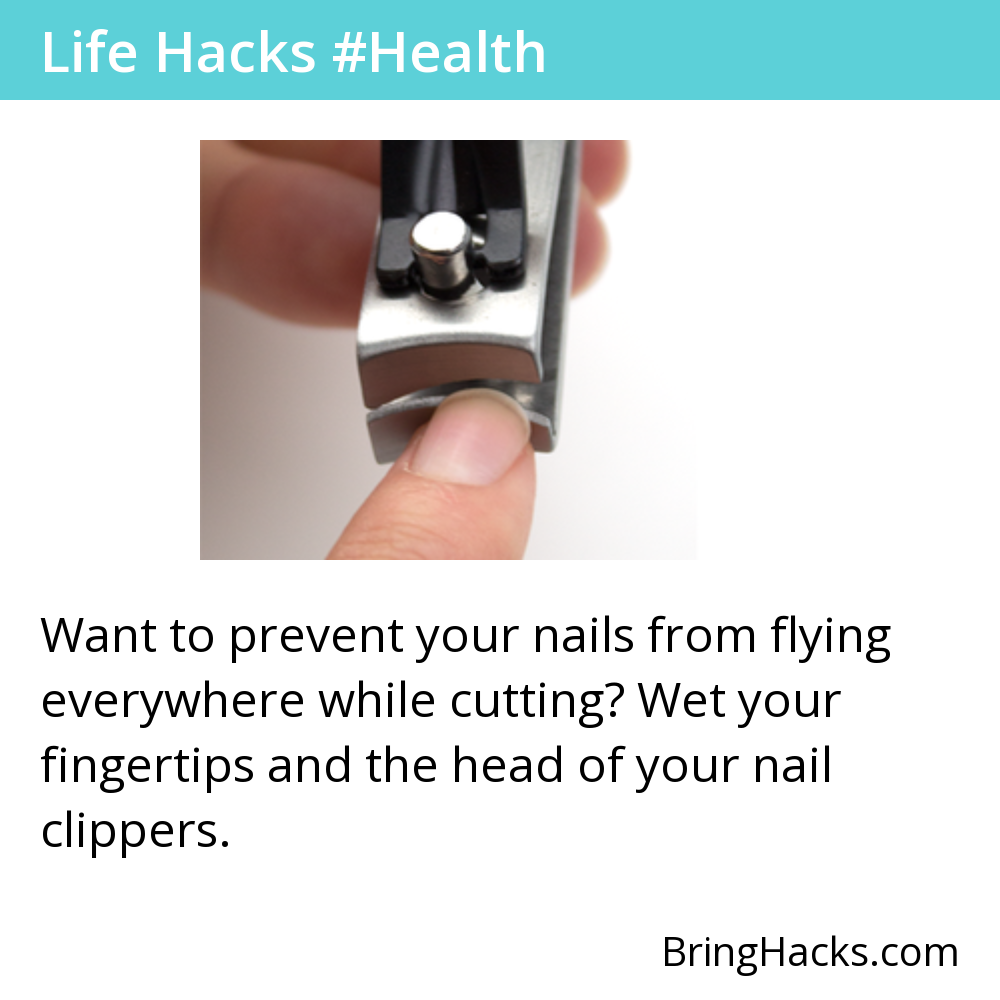 Life Hacks #Health
Want to prevent your nails from flying
everywhere while cutting? Wet your
fingertips and the head of your nail
clippers.
BringHacks.com